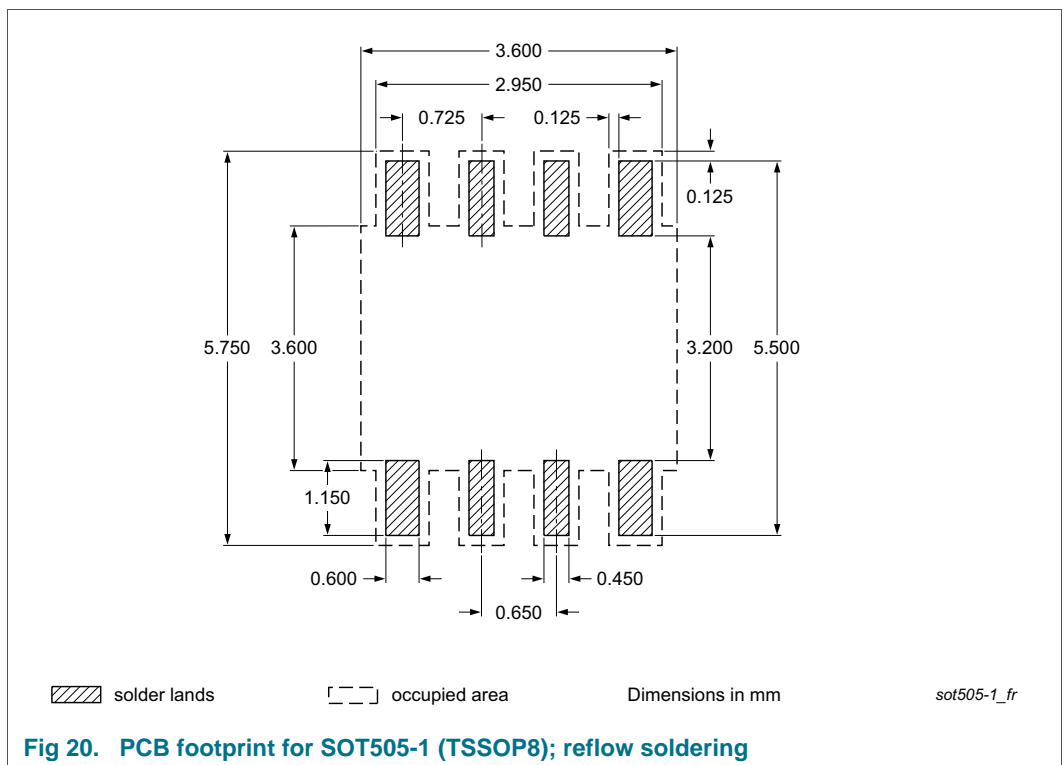 3.600
2.950
0.725
0.125
0.125
5.750
3.600
3.200
5.500
1.150
0.600
0.450
0.650
solder lands
occupied area
Dimensions in mm
sot505-1_fr
Fig 20. PCB footprint for SOT505-1 (TSSOP8); reflow soldering